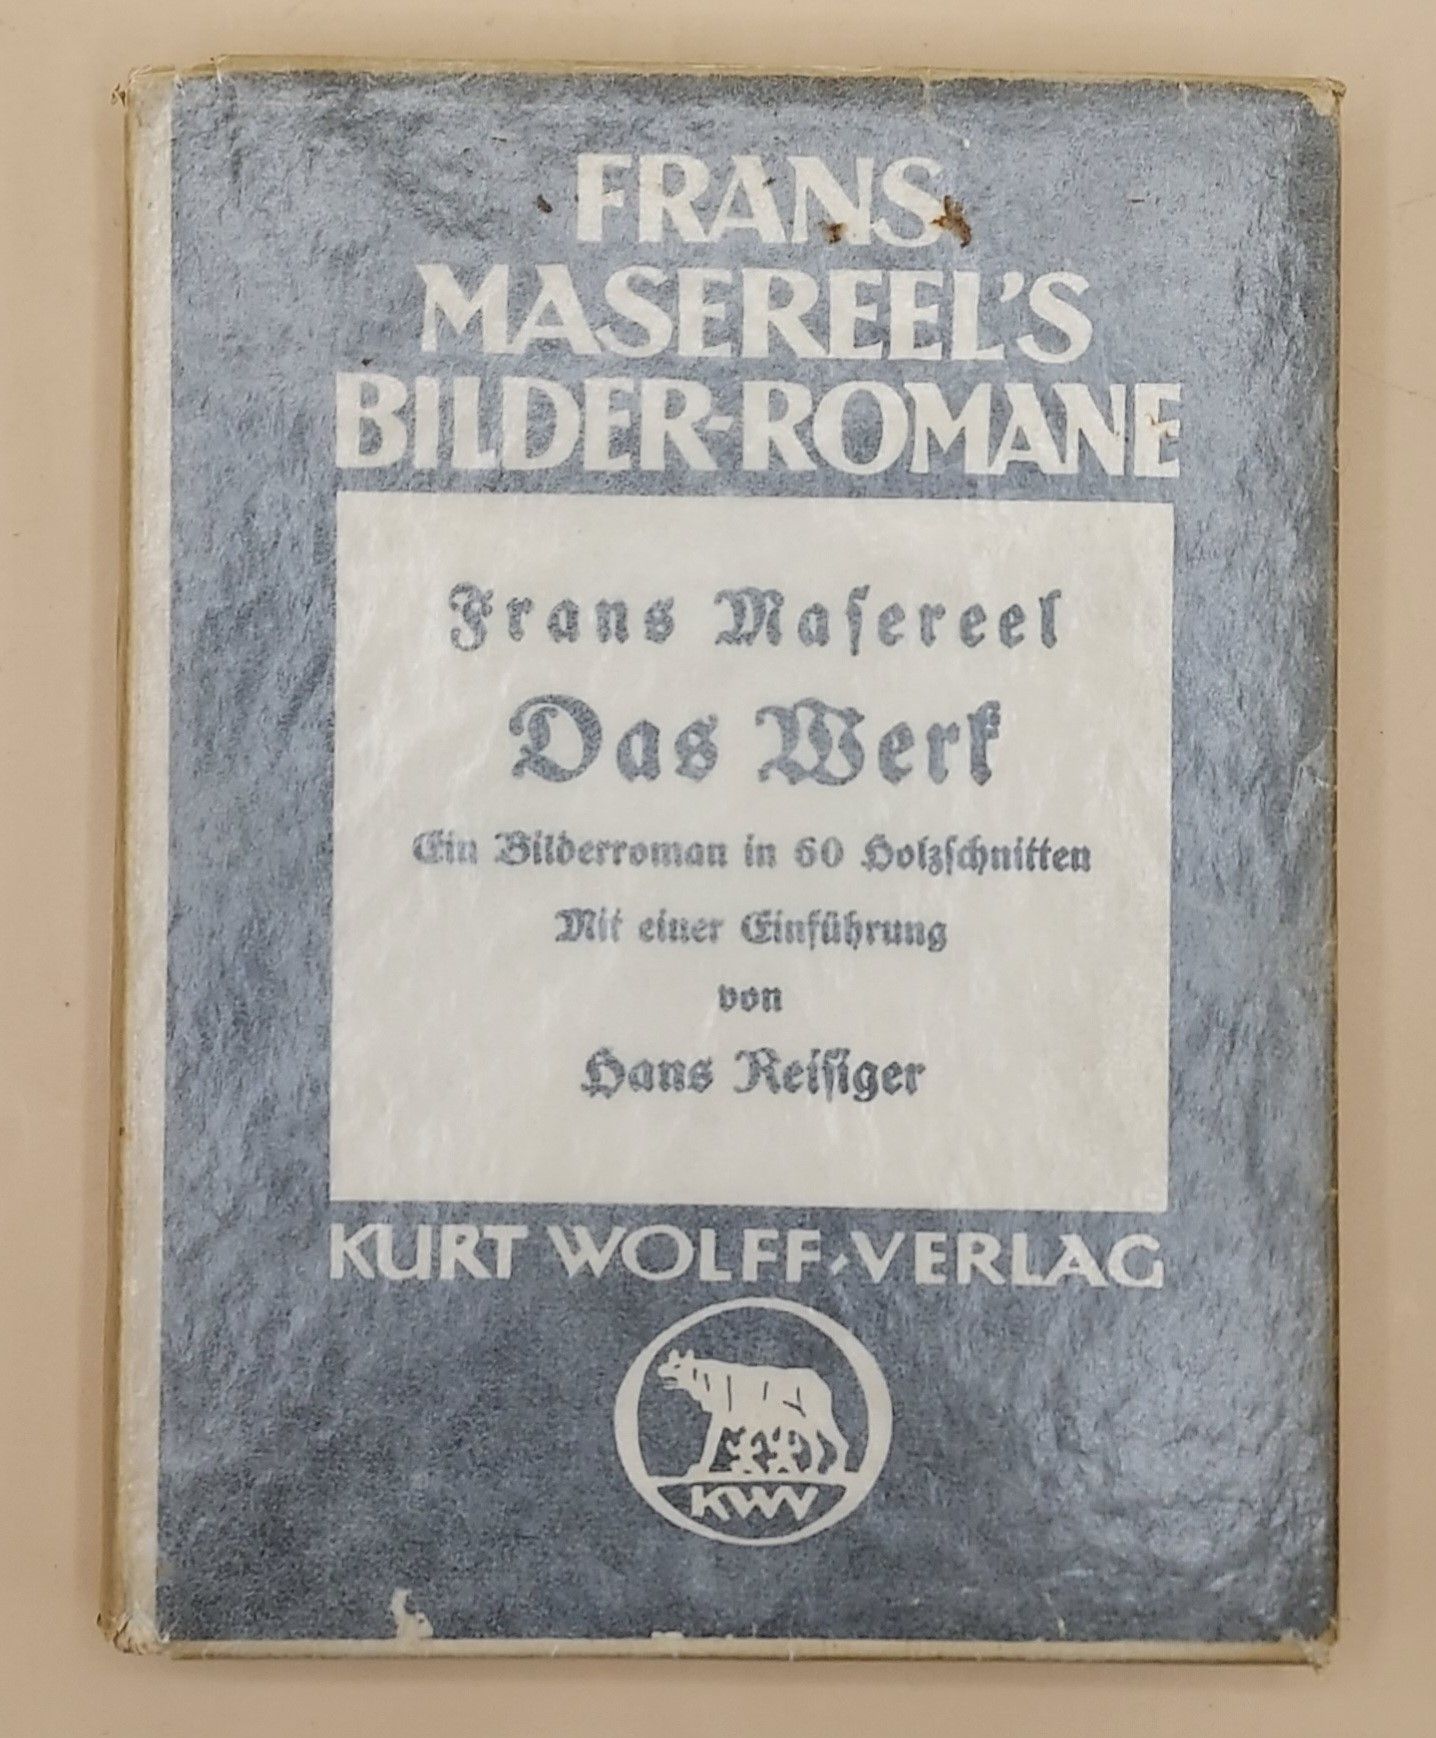 FRANS
MASEREEL'S
BILDER-ROMANE
Frans Maſereel
Das Werk
Ein Bilderroman in 60 Holzſchnitten
Mit einer Einführung
von
Hans Reiſiger
KURT WOLFF-VERLAG
KWV